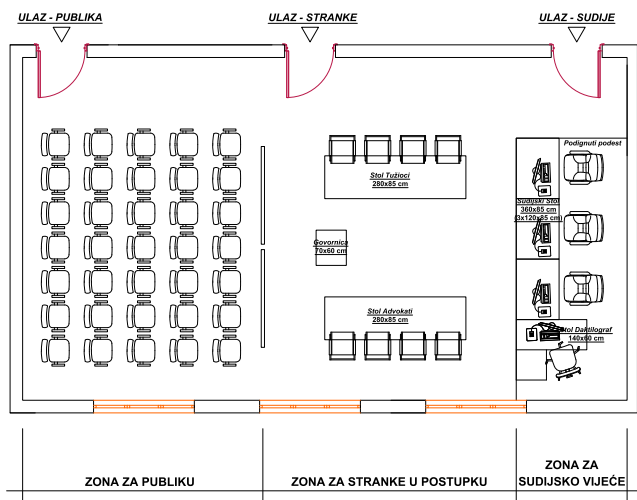 ULAZ - PUBLIKA
ULAZ - STRANKE
ULAZ - SUDIJE
Podignuti podest
Stol Tužioci
280x85 cm
Sudijski Stol
360x85 cm
(3x120x85 cm)
Govornica
70x60 cm
Stol Advokati
280x85 cm
Stol Daktilograf
140x60 cm
ZONA ZA PUBLIKU
ZONA ZA STRANKE U POSTUPKU
ZONA ZA
SUDIJSKO VIJEĆE